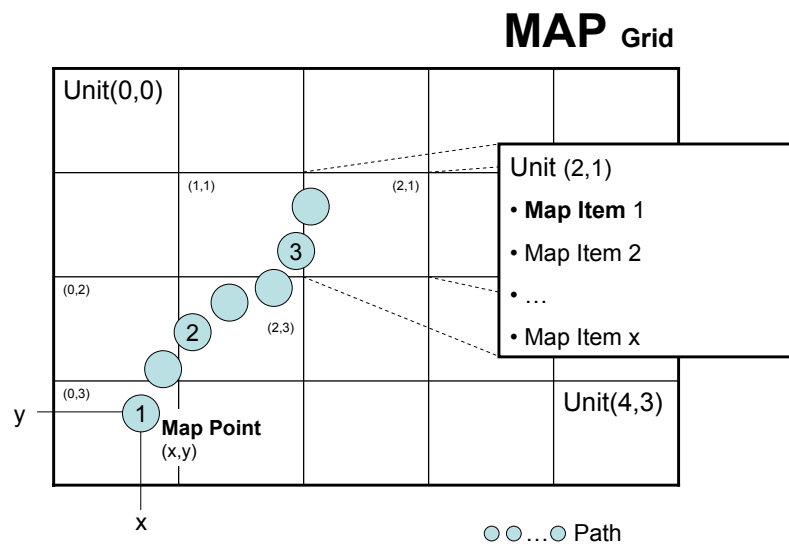 MAP Grid
Unit(0,0)
(1,1)
(2,1)
Unit (2,1)
• Map Item 1
• Map Item 2
• …
• Map Item x
3
(0,2)
2
(2,3)
(0,3)
Unit(4,3)
y
1
Map Point
(x,y)
x
… Path